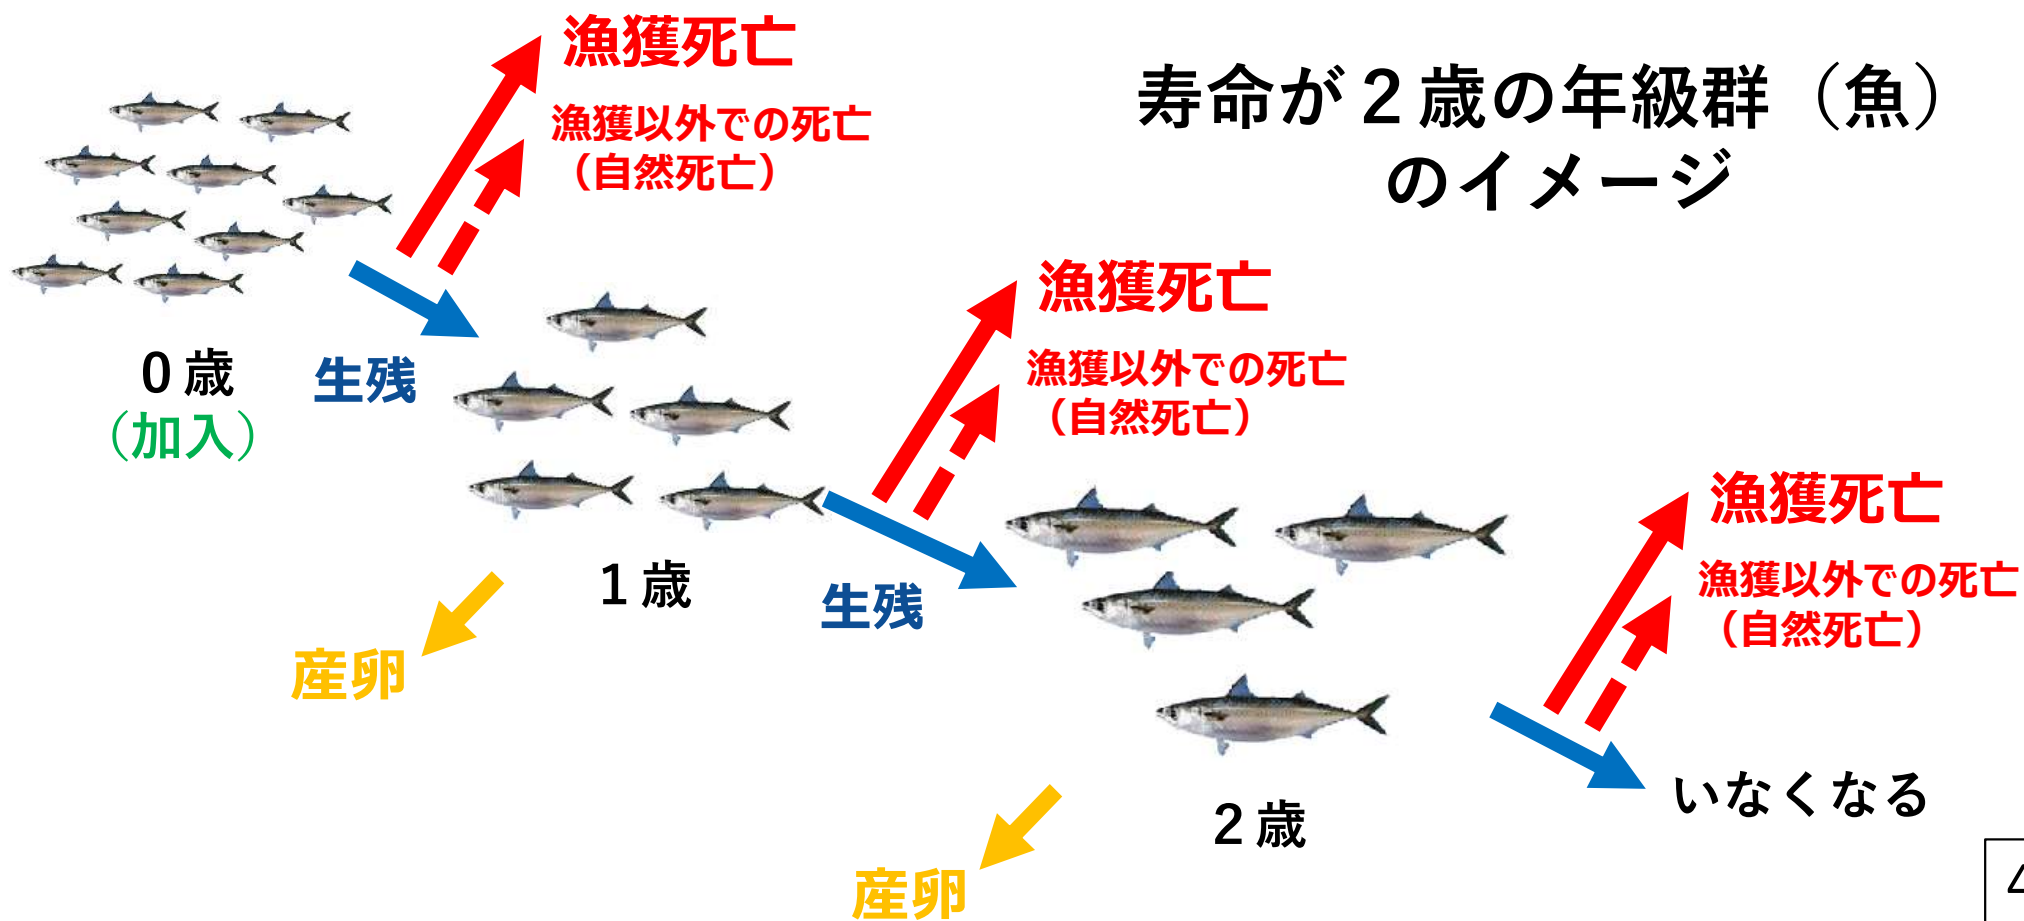 寿命が２歳の年級群（魚）
のイメージ
漁獲死亡
漁獲以外での死亡
（自然死亡）
０歳
（加入）
生残
漁獲死亡
漁獲以外での死亡
（自然死亡）
１歳
産卵
生残
漁獲死亡
漁獲以外での死亡
（自然死亡）
２歳
産卵
いなくなる